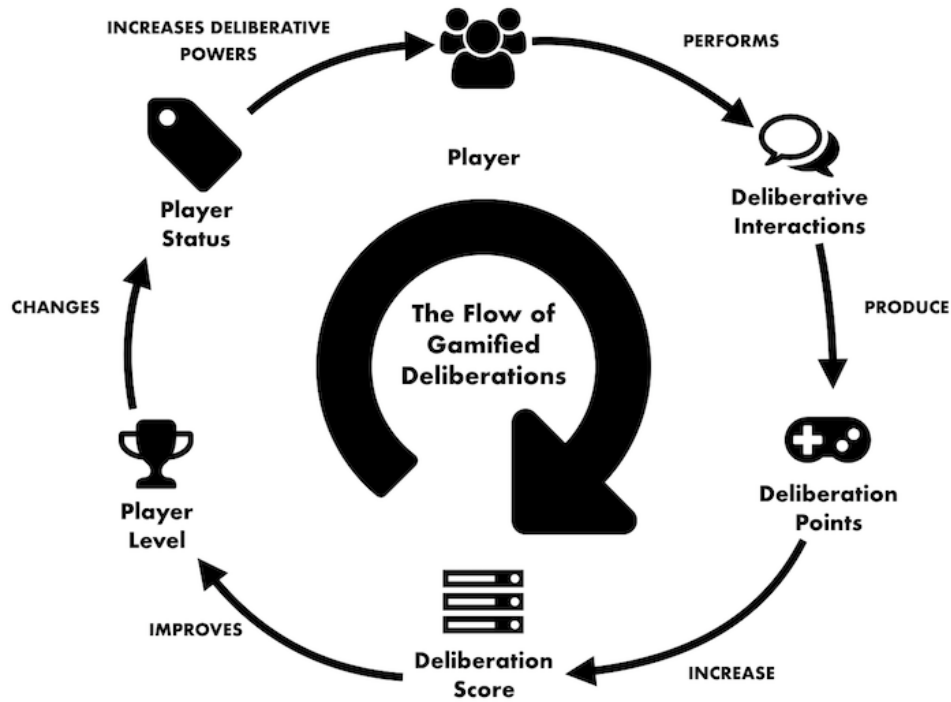 INCREASES DELIBERATIVE
POWERS
PERFORMS
Player
Deliberative
Interactions
Player
Status
CHANGES
PRODUCE
The Flow of
Gamified
Deliberations
Deliberation
Points
Player
Level
IMPROVES
Deliberation
Score
INCREASE